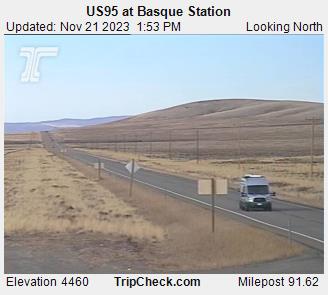 US95 at Basque Station
Updated: Nov 21 2023 1:53 PM Looking North
Elevation 4460 TripCheck.com Milepost 91.62